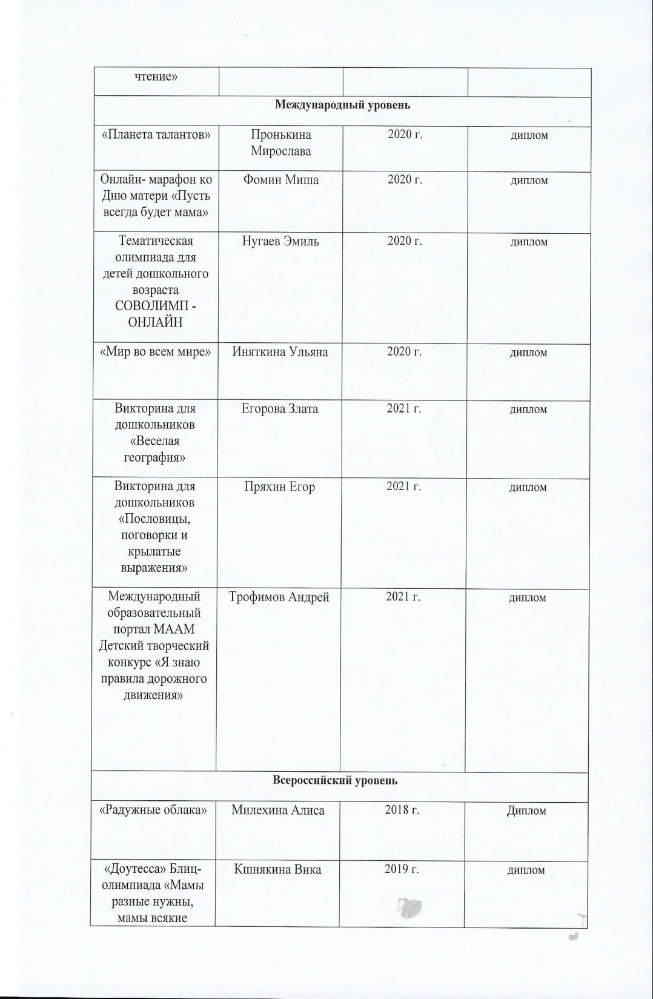 чтение»
Международный уровень
«Планета талантов» Пронькина 2020 г. диплом
Мирослава
Онлайн- марафон ко Фомин Миша 2020 г. диплом
Дню матери «Пусть
всегда будет мама»
Тематическая Нугаев Эмиль 2020 г. диплом
олимпиада для
детей дошкольного
возраста
СОВОЛИМП -
ОНЛАЙН
«Мир во всем мире» Иняткина Ульяна 2020 г. диплом
Викторина для Егорова Злата 2021 г. диплом
дошкольников
«Веселая
география»
Викторина для Пряхин Егор 2021 г. диплом
дошкольников
«Пословицы,
поговорки и
крылатые
выражения»
Международный Трофимов Андрей 2021 г. диплом
образовательный
портал МААМ
Детский творческий
конкурс «Я знаю
правила дорожного
движения»
Всероссийский уровень
«Радужные облака» Милехина Алиса 2018 г. Диплом
«Доутесса» Блиц- Кшнякина Вика 2019 г. диплом
олимпиада «Мамы
разные нужны,
мамы всякие